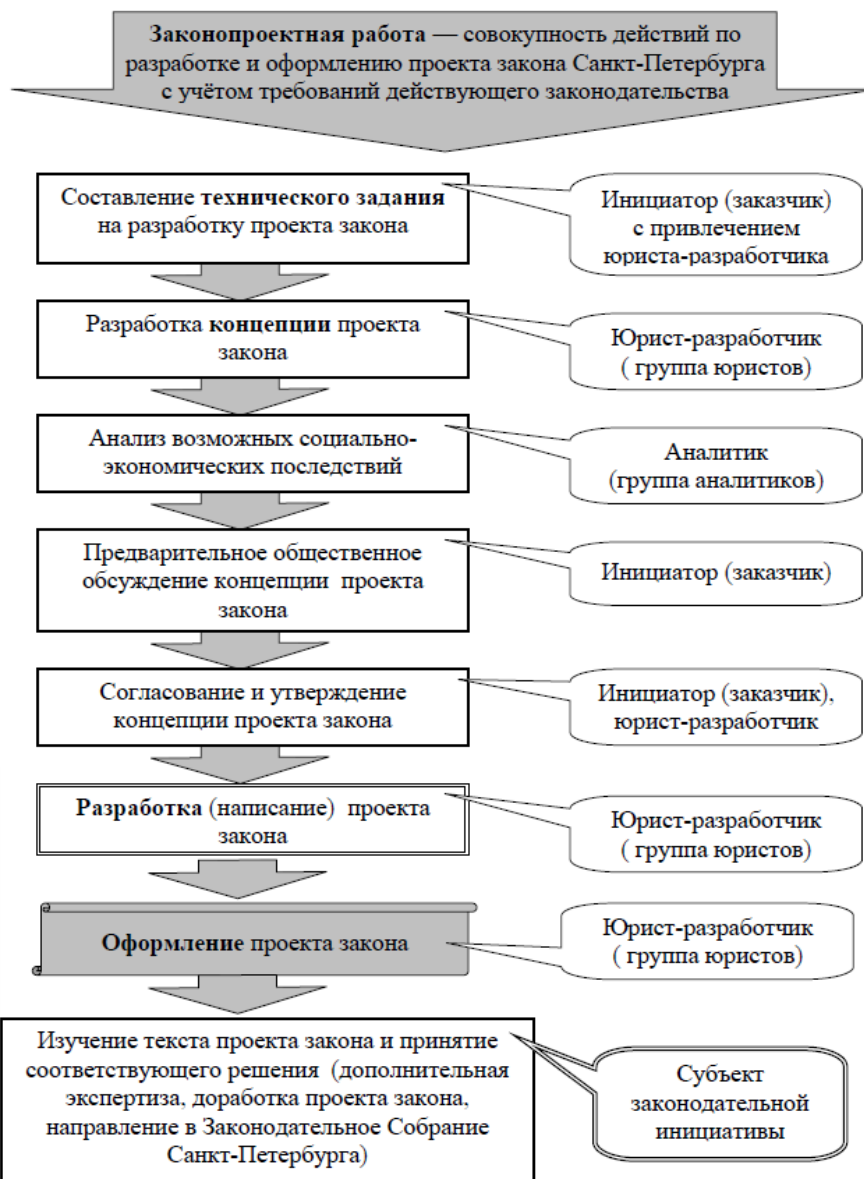 Законопроектная работа — совокупность действий по
разработке и оформлению проекта закона Санкт-Петербурга
с учётом требований действующего законодательства
Составление технического задания
на разработку проекта закона
Инициатор (заказчик)
с привлечением
юриста-разработчика
Разработка концепции проекта
закона
Юрист-разработчик
( группа юристов)
Анализ возможных социально-
экономических последствий
Аналитик
(группа аналитиков)
Предварительное общественное
обсуждение концепции проекта
закона
Инициатор (заказчик)
Согласование и утверждение
концепции проекта закона
Инициатор (заказчик),
юрист-разработчик
Разработка (написание) проекта
закона
Юрист-разработчик
( группа юристов)
Оформление проекта закона
Юрист-разработчик
( группа юристов)
Изучение текста проекта закона и принятие
соответствующего решения (дополнительная
экспертиза, доработка проекта закона,
направление в Законодательное Собрание
Санкт-Петербурга)
Субъект
законодательной
инициативы